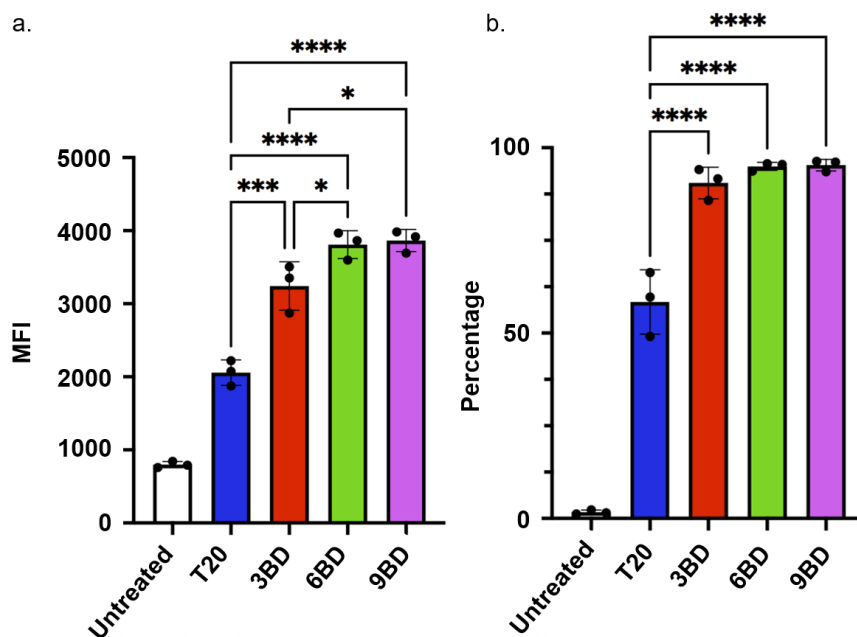 a.
****
*
****
*** *
5000
4000
3000
2000
1000
0
MFI
Untreated
T20
3BD
6BD
9BD
b.
****
****
****
100
50
0
Percentage
Untreated
T20
3BD
6BD
9BD